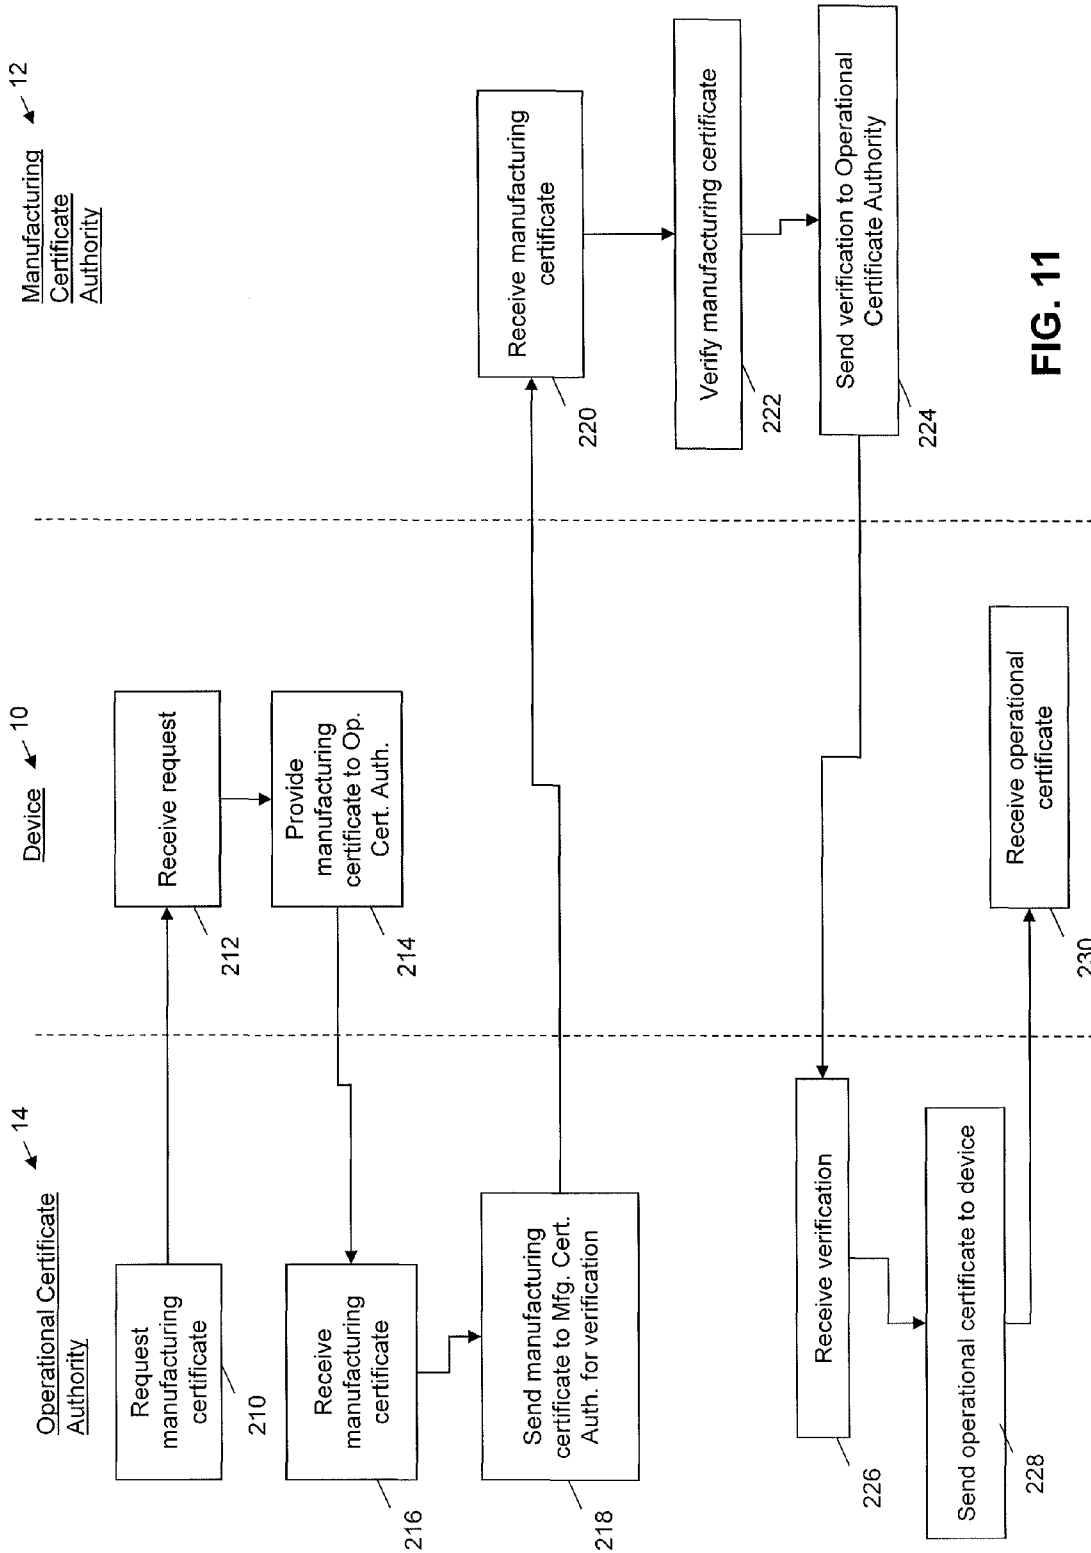 Operational Certificate
Authority
14
Device
10
Manufacturing
Certificate
Authority
12
Request
manufacturing
certificate
210
Receive request
212
Provide
manufacturing
certificate to Op.
Cert. Auth.
214
Receive
manufacturing
certificate
216
Send manufacturing
certificate to Mfg. Cert.
Auth. for verification
218
Receive manufacturing
certificate
220
Verify manufacturing certificate
222
Send verification to Operational
Certificate Authority
224
Receive verification
226
Send operational certificate to device
228
Receive operational
certificate
230
FIG. 11